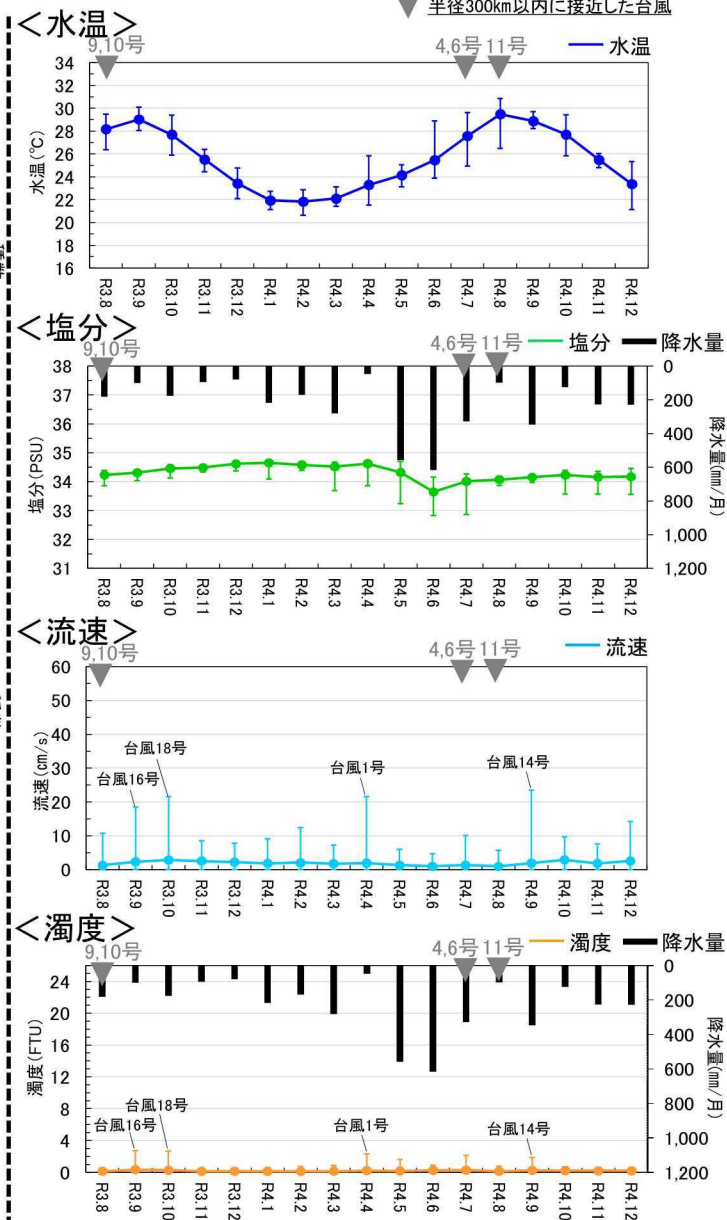 半径300km以内に接近した台風
＜水温＞
9,10号
4,6号 11号
水温
34
32
30
28
26
24
22
20
18
16
水温(℃)
R3.8 R3.9 R3.10 R3.11 R3.12 R4.1 R4.2 R4.3 R4.4 R4.5 R4.6 R4.7 R4.8 R4.9 R4.10 R4.11 R4.12
＜塩分＞
9,10号
4,6号 11号
塩分 降水量
38
37
36
35
34
33
32
31
塩分(PSU)
0
200
400
600
800
1,000
1,200
降水量(mm/月)
R3.8 R3.9 R3.10 R3.11 R3.12 R4.1 R4.2 R4.3 R4.4 R4.5 R4.6 R4.7 R4.8 R4.9 R4.10 R4.11 R4.12
＜流速＞
9,10号
4,6号 11号
流速
60
50
40
30
20
10
0
流速(cm/s)
台風16号
台風18号
台風1号
台風14号
R3.8 R3.9 R3.10 R3.11 R3.12 R4.1 R4.2 R4.3 R4.4 R4.5 R4.6 R4.7 R4.8 R4.9 R4.10 R4.11 R4.12
＜濁度＞
9,10号
4,6号 11号
濁度 降水量
24
20
16
12
8
4
0
濁度(FTU)
台風16号
台風18号
台風1号
台風14号
0
200
400
600
800
1,000
1,200
降水量(mm/月)
R3.8 R3.9 R3.10 R3.11 R3.12 R4.1 R4.2 R4.3 R4.4 R4.5 R4.6 R4.7 R4.8 R4.9 R4.10 R4.11 R4.12